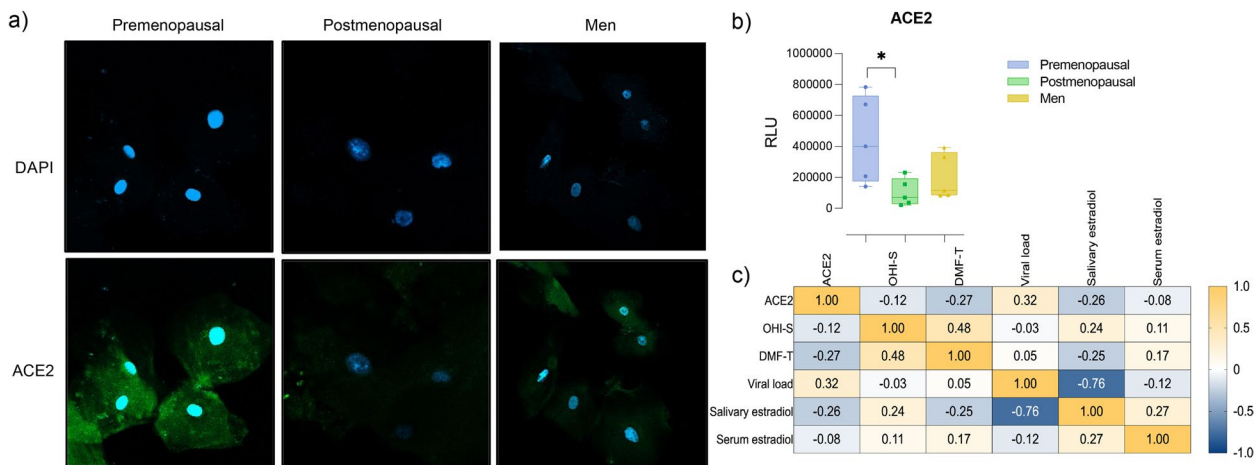 a)
Premenopausal Postmenopausal Men
DAPI
ACE2
b)
ACE2
1000000
800000
600000
400000
200000
0
RLU
*
Premenopausal
Postmenopausal
Men
c)
ACE2 OHI-S DMF-T Viral load Salivary estradiol Serum estradiol
ACE2 1.00 -0.12 -0.27 0.32 -0.26 -0.08
OHI-S -0.12 1.00 0.48 -0.03 0.24 0.11
DMF-T -0.27 0.48 1.00 0.05 -0.25 0.17
Viral load 0.32 -0.03 0.05 1.00 -0.76 -0.12
Salivary estradiol -0.26 0.24 -0.25 -0.76 1.00 0.27
Serum estradiol -0.08 0.11 0.17 -0.12 0.27 1.00
1.0
0.5
0
-0.5
-1.0